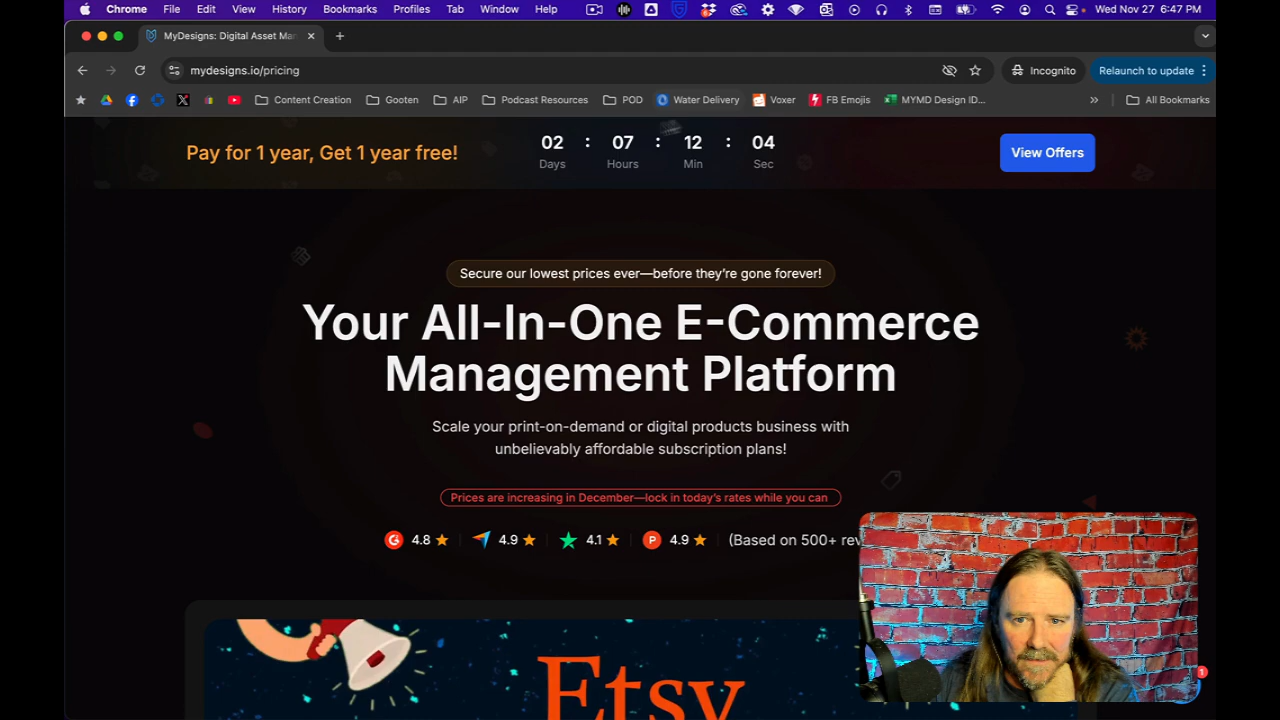 Chrome File Edit View History Bookmarks Profiles Tab Window Help Wed Nov 27 6:47 PM
MyDesigns: Digital Asset Man
mydesigns.io/pricing Incognito Relaunch to update
Content Creation Gooten AIP Podcast Resources POD Water Delivery Voxer FB Emojis MYMD Design ID... All Bookmarks
Pay for 1 year, Get 1 year free! 02 : 07 : 12 : 04 View Offers
Days Hours Min Sec
Secure our lowest prices ever—before they're gone forever!
Your All-In-One E-Commerce
Management Platform
Scale your print-on-demand or digital products business with
unbelievably affordable subscription plans!
Prices are increasing in December—lock in today's rates while you can
4.8 4.9 4.1 P 4.9 (Based on 500+ rev
Etsy
1